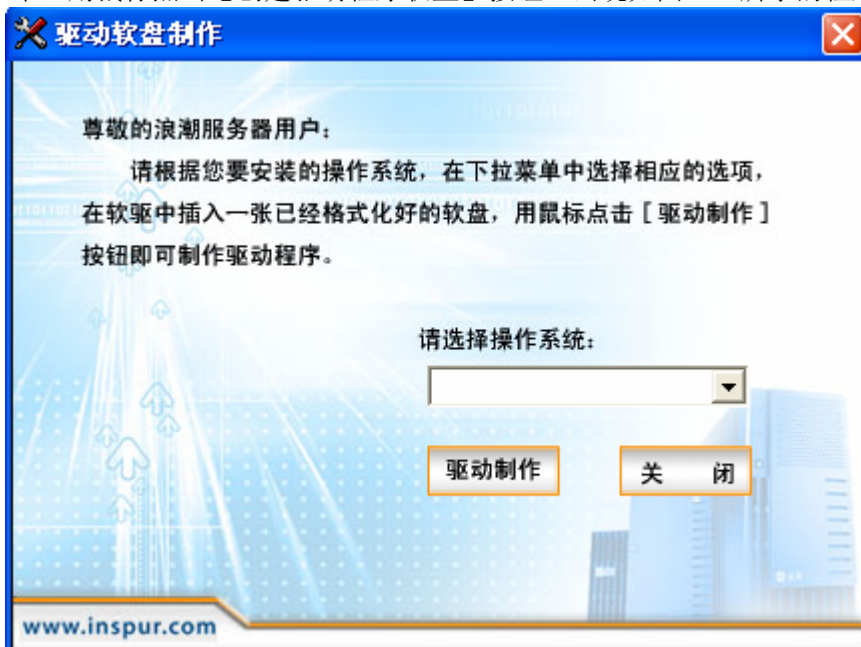 驱动软盘制作
尊敬的浪潮服务器用户：
请根据您要安装的操作系统，在下拉菜单中选择相应的选项，
在软驱中插入一张已经格式化好的软盘，用鼠标点击［驱动制作］
按钮即可制作驱动程序。
请选择操作系统：
驱动制作
关 闭
www.inspur.com